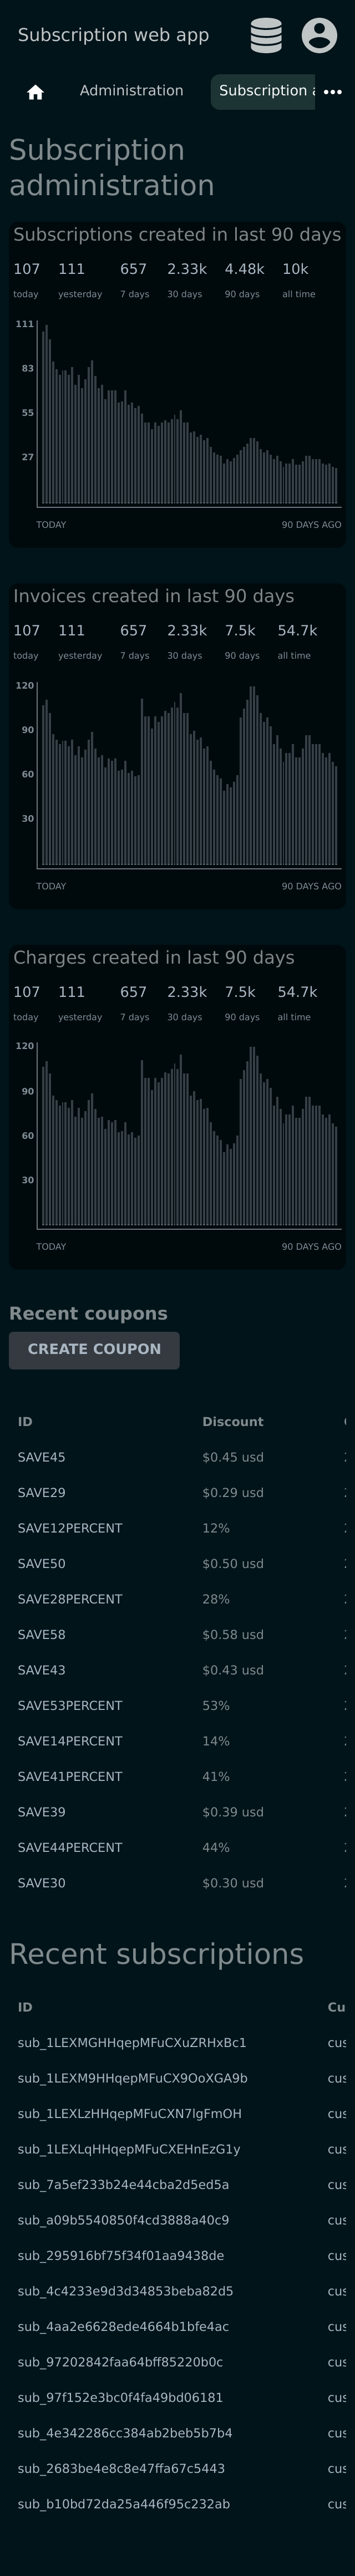 Subscription web app
Administration
Subscription a
Subscription
administration
Subscriptions created in last 90 days
107 111 657 2.33k 4.48k 10k
today yesterday 7 days 30 days 90 days all time
111
83
55
27
TODAY 90 DAYS AGO
Invoices created in last 90 days
107 111 657 2.33k 7.5k 54.7k
today yesterday 7 days 30 days 90 days all time
120
90
60
30
TODAY 90 DAYS AGO
Charges created in last 90 days
107 111 657 2.33k 7.5k 54.7k
today yesterday 7 days 30 days 90 days all time
120
90
60
30
TODAY 90 DAYS AGO
Recent coupons
CREATE COUPON
ID Discount
SAVE45 $0.45 usd
SAVE29 $0.29 usd
SAVE12PERCENT 12%
SAVE50 $0.50 usd
SAVE28PERCENT 28%
SAVE58 $0.58 usd
SAVE43 $0.43 usd
SAVE53PERCENT 53%
SAVE14PERCENT 14%
SAVE41PERCENT 41%
SAVE39 $0.39 usd
SAVE44PERCENT 44%
SAVE30 $0.30 usd
Recent subscriptions
ID Cu
sub_1LEXMGHHqepMFuCXuZRHxBc1 cus
sub_1LEXM9HHqepMFuCX9OoXGA9b cus
sub_1LEXLzHHqepMFuCXN7lgFmOH cus
sub_1LEXLqHHqepMFuCXEHnEzG1y cus
sub_7a5ef233b24e44cba2d5ed5a cus
sub_a09b5540850f4cd3888a40c9 cus
sub_295916bf75f34f01aa9438de cus
sub_4c4233e9d3d34853beba82d5 cus
sub_4aa2e6628ede4664b1bfe4ac cus
sub_97202842faa64bff85220b0c cus
sub_97f152e3bc0f4fa49bd06181 cus
sub_4e342286cc384ab2beb5b7b4 cus
sub_2683be4e8c8e47ffa67c5443 cus
sub_b10bd72da25a446f95c232ab cus